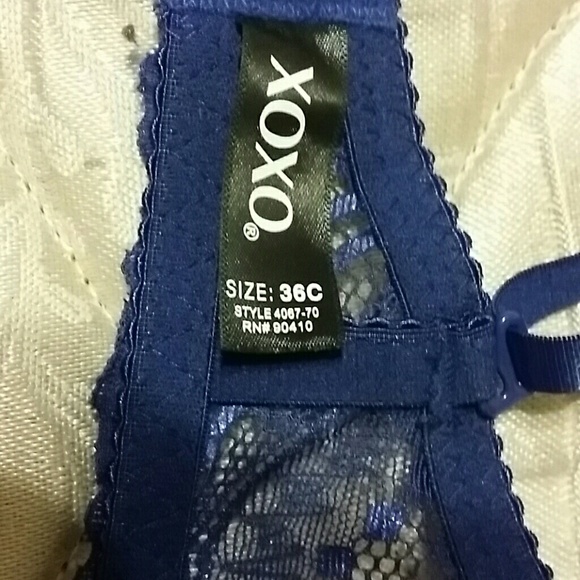 XOXO®
SIZE: 36C
STYLE 4067-70
RN# 90410